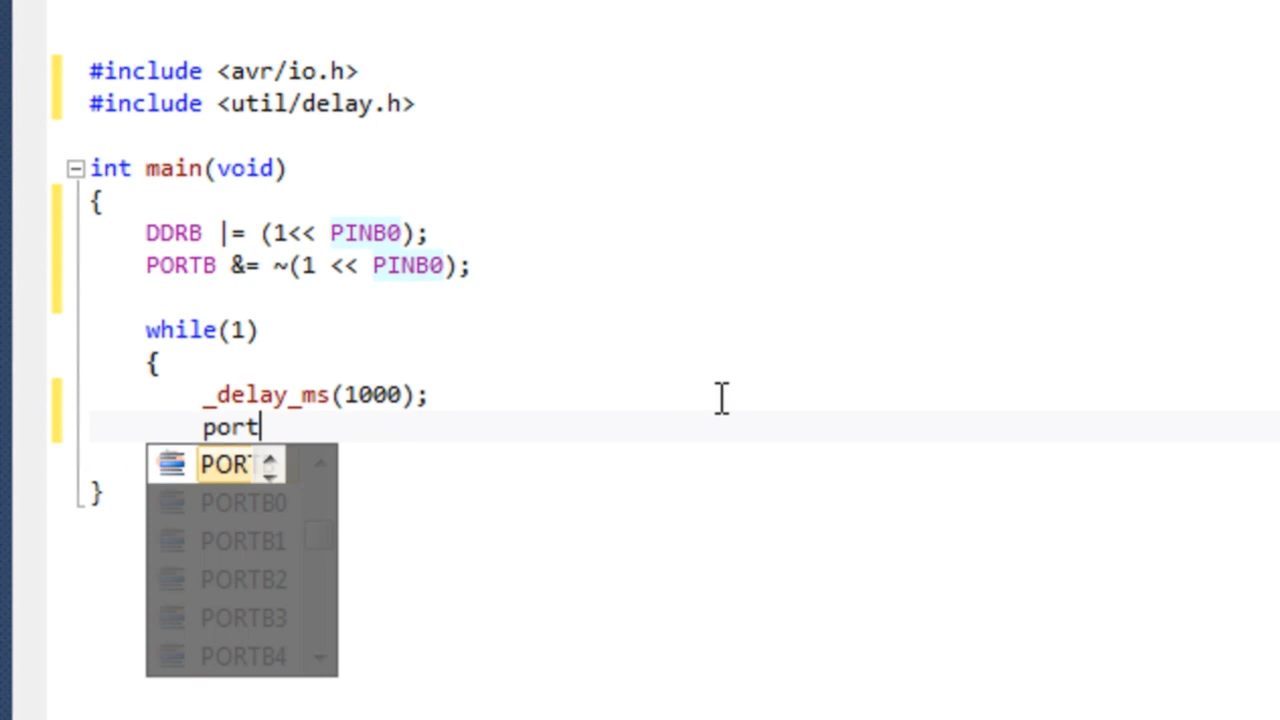 #include <avr/io.h>
#include <util/delay.h>
int main(void)
{
DDRB |= (1<< PINB0);
PORTB &= ~(1 << PINB0);
while(1)
{
_delay_ms(1000);
port
PORTB0
PORTB1
PORTB2
PORTB3
PORTB4
}